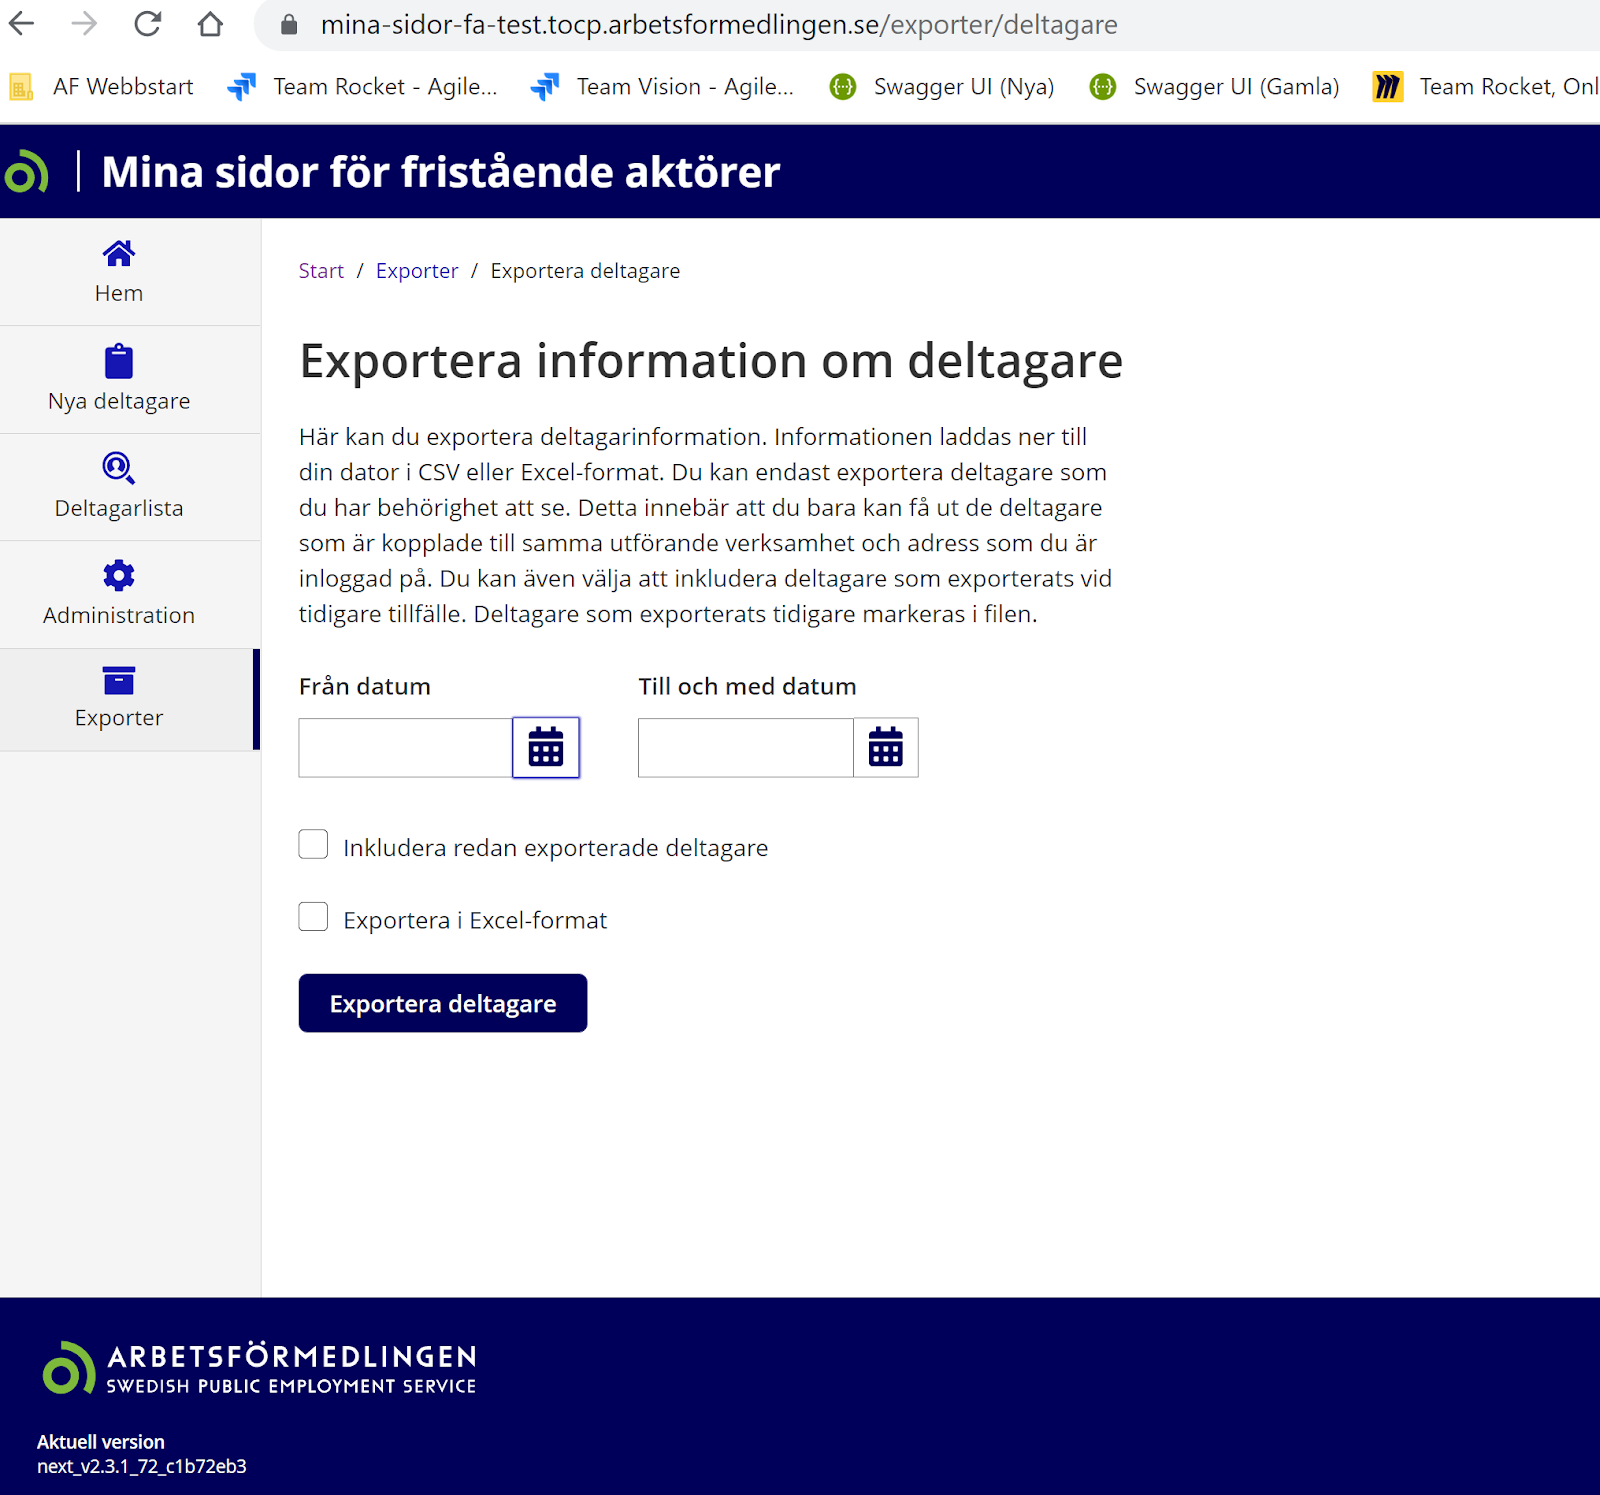 mina-sidor-fa-test.tocp.arbetsformedlingen.se/exporter/deltagare
AF Webbstart Team Rocket - Agile... Team Vision - Agile... Swagger UI (Nya) Swagger UI (Gamla) Team Rocket, Onl
Mina sidor för fristående aktörer
Hem
Nya deltagare
Deltagarlista
Administration
Exporter
Start / Exporter / Exportera deltagare
Exportera information om deltagare
Här kan du exportera deltagarinformation. Informationen laddas ner till
din dator i CSV eller Excel-format. Du kan endast exportera deltagare som
du har behörighet att se. Detta innebär att du bara kan få ut de deltagare
som är kopplade till samma utförande verksamhet och adress som du är
inloggad på. Du kan även välja att inkludera deltagare som exporterats vid
tidigare tillfälle. Deltagare som exporterats tidigare markeras i filen.
Från datum Till och med datum
Inkludera redan exporterade deltagare
Exportera i Excel-format
Exportera deltagare
ARBETSFÖRMEDLINGEN
SWEDISH PUBLIC EMPLOYMENT SERVICE
Aktuell version
next_v2.3.1_72_c1b72eb3